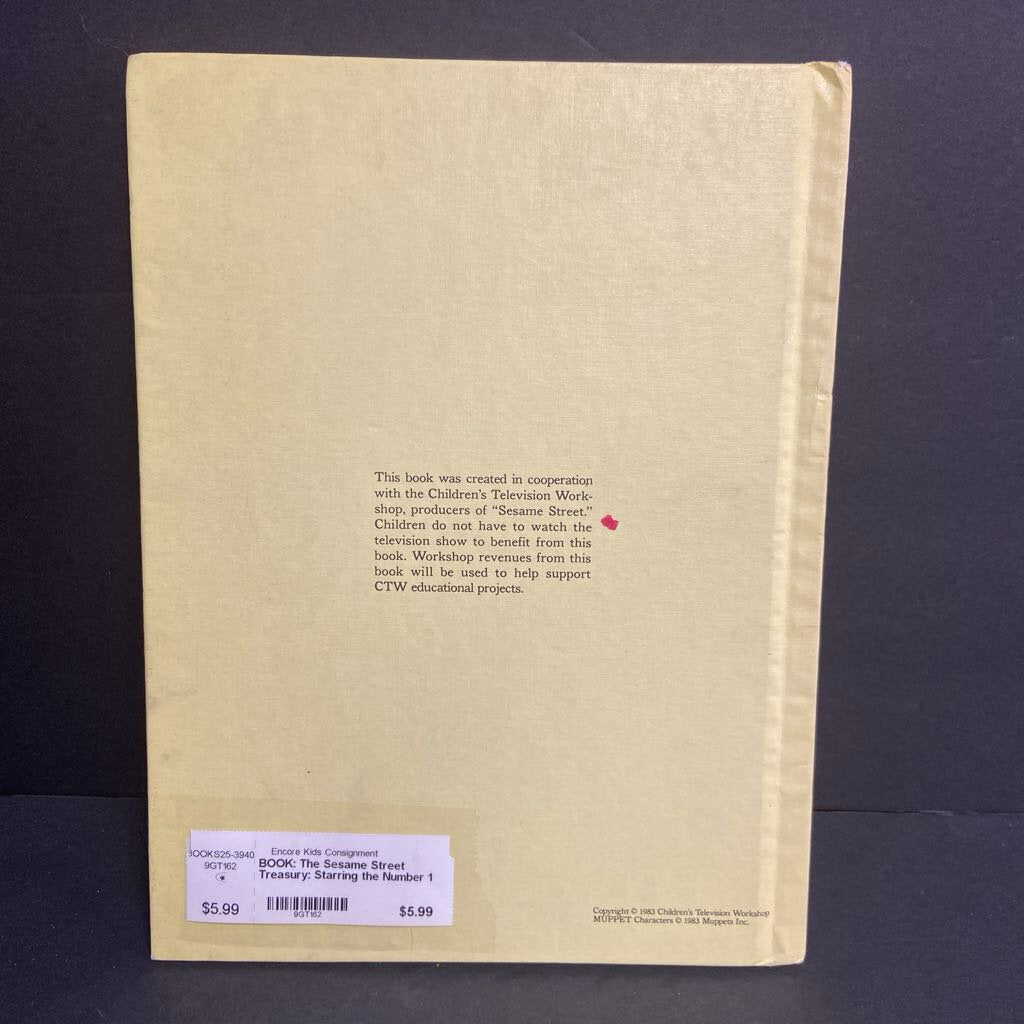 This book was created in cooperation
with the Children's Television Work-
shop, producers of “Sesame Street.”
Children do not have to watch the
television show to benefit from this
book. Workshop revenues from this
book will be used to help support
CTW educational projects.
BOOKS25-3940
9GT162
$5.99
Encore Kids Consignment
BOOK: The Sesame Street
Treasury: Starring the Number 1
9GT162
$5.99
Copyright © 1983 Children's Television Workshop
MUPPET Characters © 1983 Muppets Inc.